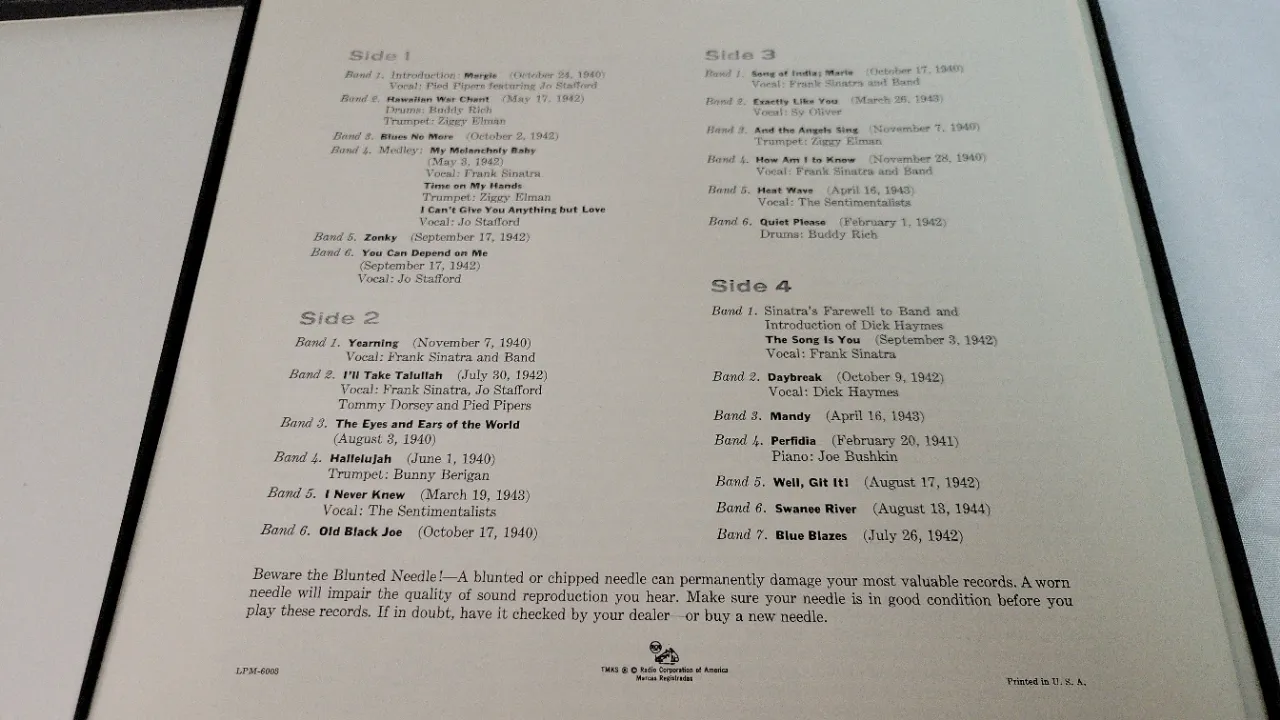 Side 1
Band 1. Introduction: Margie (October 24, 1940)
Vocal: Pied Pipers featuring Jo Stafford
Band 2. Hawaiian War Chant (May 17, 1942)
Drums: Buddy Rich
Trumpet: Ziggy Elman
Band 3. Blues No More (October 2, 1942)
Band 4. Medley: My Melancholy Baby
(May 3, 1942)
Vocal: Frank Sinatra
Time on My Hands
Trumpet: Ziggy Elman
I Can't Give You Anything but Love
Vocal: Jo Stafford
Band 5. Zonky (September 17, 1942)
Band 6. You Can Depend on Me
(September 17, 1942)
Vocal: Jo Stafford
Side 2
Band 1. Yearning (November 7, 1940)
Vocal: Frank Sinatra and Band
Band 2. I'll Take Tallulah (July 30, 1942)
Vocal: Frank Sinatra, Jo Stafford
Tommy Dorsey and Pied Pipers
Band 3. The Eyes and Ears of the World
(August 3, 1940)
Band 4. Hallelujah (June 1, 1940)
Trumpet: Bunny Berigan
Band 5. I Never Knew (March 19, 1943)
Vocal: The Sentimentalists
Band 6. Old Black Joe (October 17, 1940)
Side 3
Band 1. Song of India; Marie (October 17, 1940)
Vocal: Frank Sinatra and Band
Band 2. Exactly Like You (March 26, 1943)
Vocal: Sy Oliver
Band 3. And the Angels Sing (November 7, 1940)
Trumpet: Ziggy Elman
Band 4. How Am I to Know (November 28, 1940)
Vocal: Frank Sinatra and Band
Band 5. Heat Wave (April 16, 1943)
Vocal: The Sentimentalists
Band 6. Quiet Please (February 1, 1942)
Drums: Buddy Rich
Side 4
Band 1. Sinatra's Farewell to Band and
Introduction of Dick Haymes
The Song Is You (September 3, 1942)
Vocal: Frank Sinatra
Band 2. Daybreak (October 9, 1942)
Vocal: Dick Haymes
Band 3. Mandy (April 16, 1943)
Band 4. Perfidia (February 20, 1941)
Piano: Joe Bushkin
Band 5. Well, Git It! (August 17, 1942)
Band 6. Swanee River (August 13, 1944)
Band 7. Blue Blazes (July 26, 1942)
Beware the Blunted Needle!—A blunted or chipped needle can permanently damage your most valuable records. A worn
needle will impair the quality of sound reproduction you hear. Make sure your needle is in good condition before you
play these records. If in doubt, have it checked by your dealer—or buy a new needle.
LPM-6003
TMKS ® © Radio Corporation of America
Marcas Registradas
Printed in U. S. A.